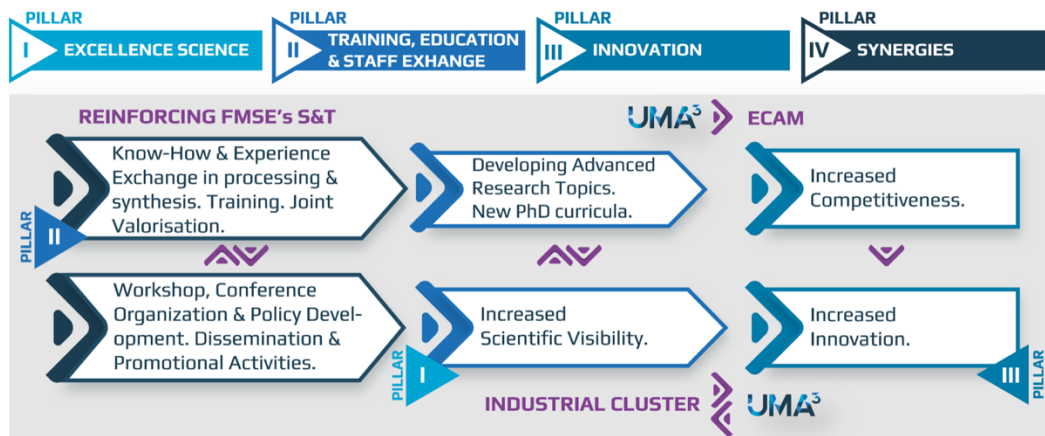 PILLAR
I EXCELLENCE SCIENCE
PILLAR
II TRAINING, EDUCATION
& STAFF EXHANGE
PILLAR
III INNOVATION
PILLAR
IV SYNERGIES
REINFORCING FMSE's S&T
UMA³ ECAM
Know-How & Experience
Exchange in processing &
synthesis. Training. Joint
Valorisation.
PILLAR II
Developing Advanced
Research Topics.
New PhD curricula.
Increased
Competitiveness.
Workshop, Conference
Organization & Policy Devel-
opment. Dissemination &
Promotional Activities.
Increased
Scientific Visibility.
PILLAR I
Increased
Innovation.
III PILLAR
INDUSTRIAL CLUSTER UMA³